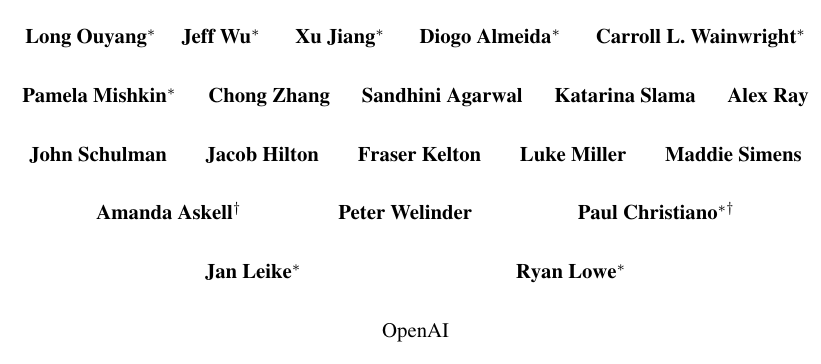 Long Ouyang* Jeff Wu* Xu Jiang* Diogo Almeida* Carroll L. Wainwright*
Pamela Mishkin* Chong Zhang Sandhini Agarwal Katarina Slama Alex Ray
John Schulman Jacob Hilton Fraser Kelton Luke Miller Maddie Simens
Amanda Askell† Peter Welinder Paul Christiano*†
Jan Leike* Ryan Lowe*
OpenAI